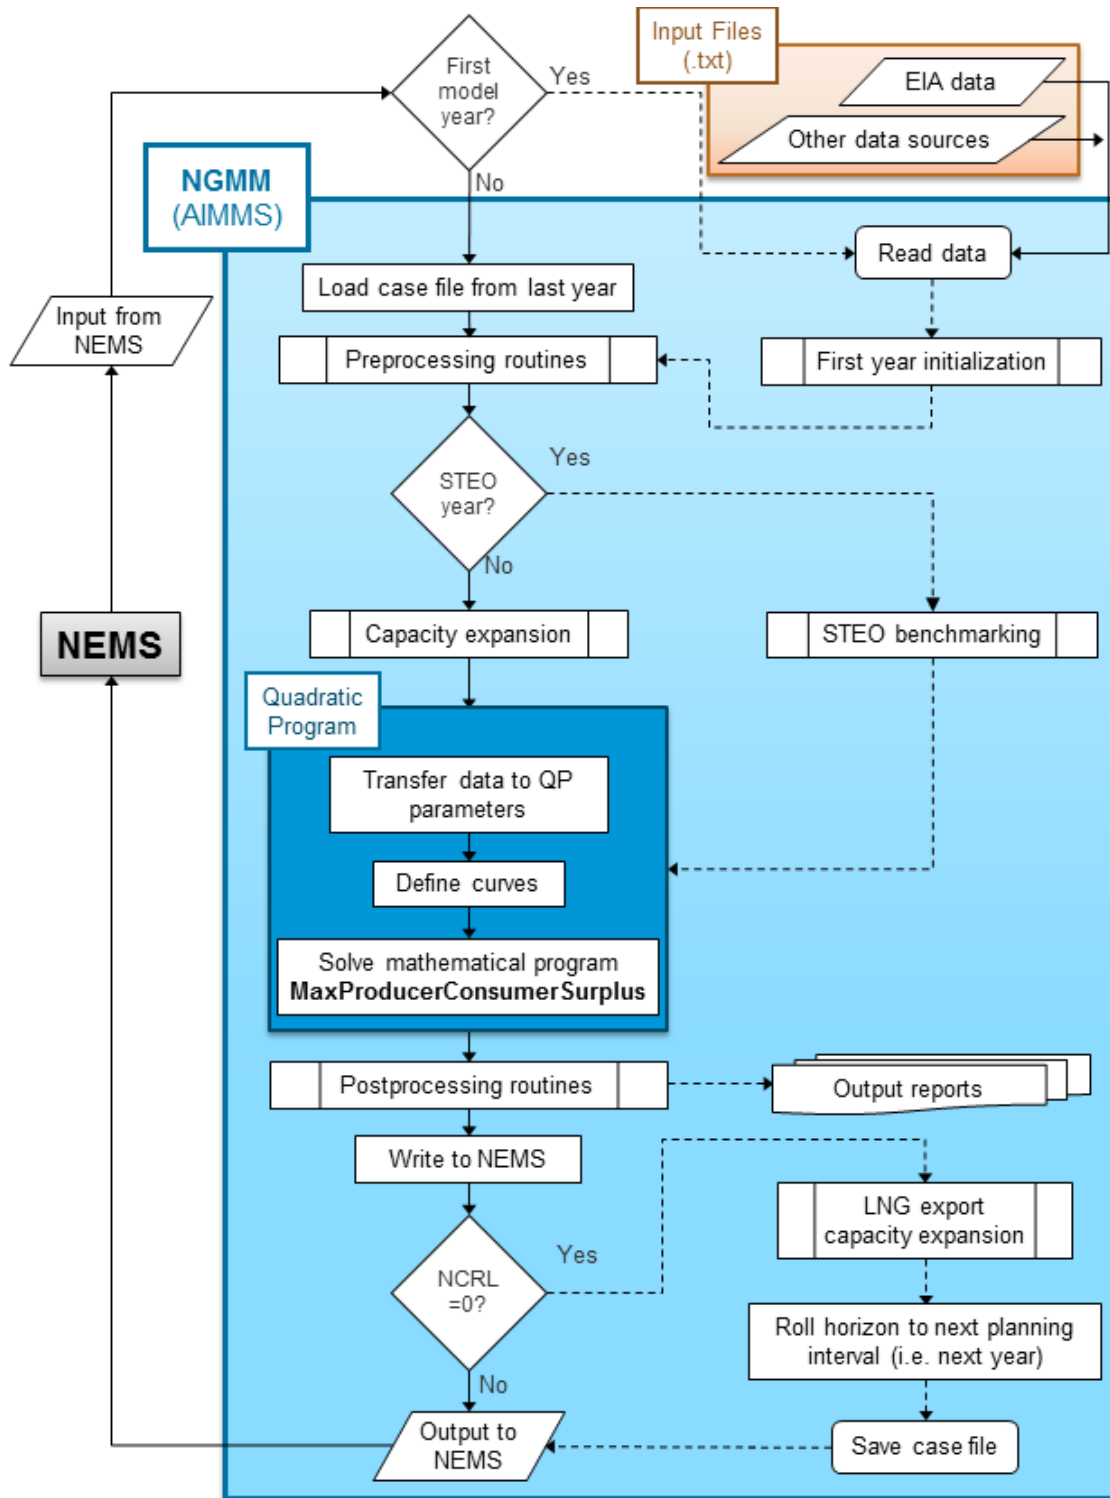 First
model
year?
Yes
No
Input Files
(.txt)
EIA data
Other data sources
NGMM
(AIMMS)
Read data
Load case file from last year
Input from
NEMS
Preprocessing routines
First year initialization
STEO
year?
Yes
No
Capacity expansion
STEO benchmarking
NEMS
Quadratic
Program
Transfer data to QP
parameters
Define curves
Solve mathematical program
MaxProducerConsumerSurplus
Postprocessing routines
Output reports
Write to NEMS
LNG export
capacity expansion
NCRL
=0?
Yes
No
Roll horizon to next planning
interval (i.e. next year)
Output to
NEMS
Save case file